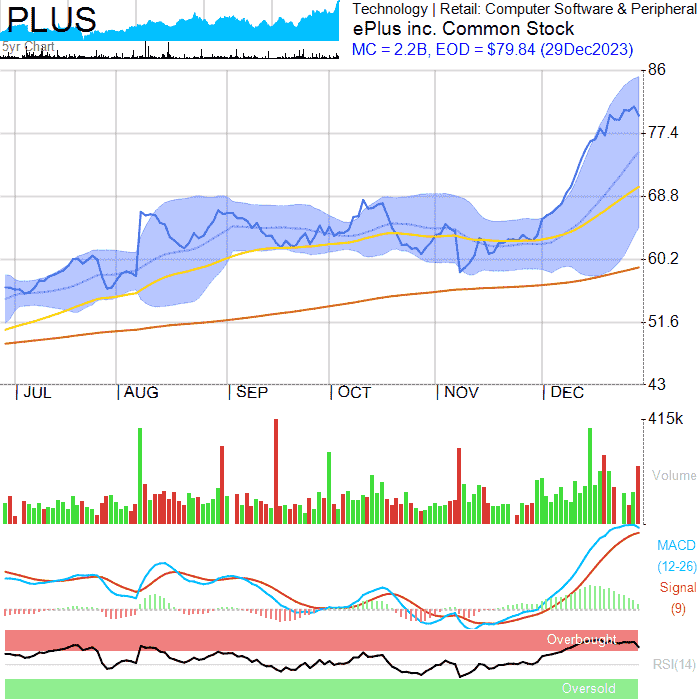 PLUS
5yr Chart
Technology | Retail: Computer Software & Peripheral
ePlus inc. Common Stock
MC = 2.2B, EOD = $79.84 (29Dec2023)
86
77.4
68.8
60.2
51.6
43
JUL AUG SEP OCT NOV DEC
415k
Volume
MACD
(12-26)
Signal
(9)
Overbought
RSI(14)
Oversold